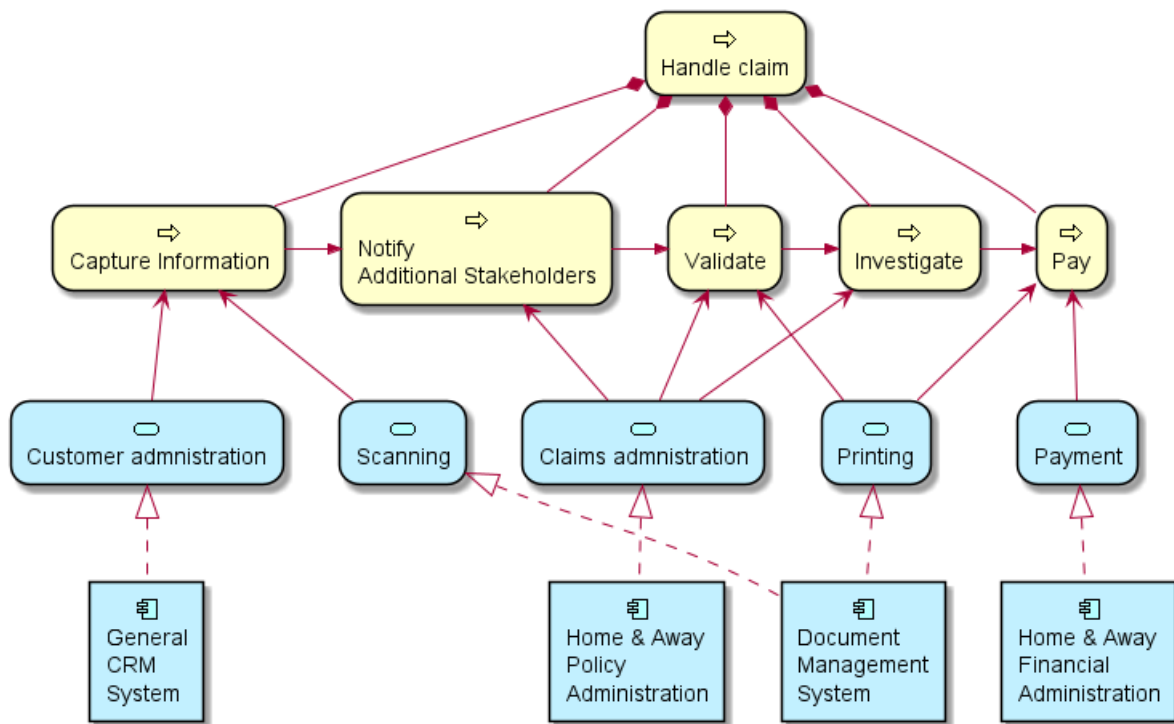 Handle claim
Capture Information
Notify
Additional Stakeholders
Validate
Investigate
Pay
Customer admnistration
Scanning
Claims admnistration
Printing
Payment
General
CRM
System
Home & Away
Policy
Administration
Document
Management
System
Home & Away
Financial
Administration